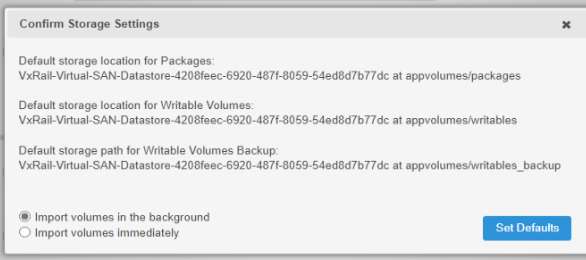 Confirm Storage Settings
Default storage location for Packages:
VxRail-Virtual-SAN-Datastore-4208feec-6920-487f-8059-54ed8d7b77dc at appvolumes/packages
Default storage location for Writable Volumes:
VxRail-Virtual-SAN-Datastore-4208feec-6920-487f-8059-54ed8d7b77dc at appvolumes/writables
Default storage path for Writable Volumes Backup:
VxRail-Virtual-SAN-Datastore-4208feec-6920-487f-8059-54ed8d7b77dc at appvolumes/writables_backup
Import volumes in the background
Import volumes immediately
Set Defaults